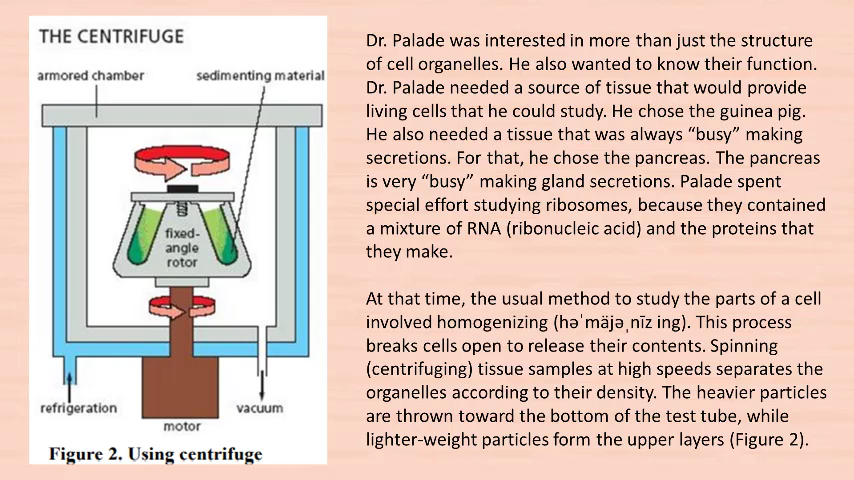 THE CENTRIFUGE
armored chamber
sedimenting material
fixed-
angle
rotor
refrigeration
vacuum
motor
Figure 2. Using centrifuge
Dr. Palade was interested in more than just the structure
of cell organelles. He also wanted to know their function.
Dr. Palade needed a source of tissue that would provide
living cells that he could study. He chose the guinea pig.
He also needed a tissue that was always “busy” making
secretions. For that, he chose the pancreas. The pancreas
is very “busy” making gland secretions. Palade spent
special effort studying ribosomes, because they contained
a mixture of RNA (ribonucleic acid) and the proteins that
they make.
At that time, the usual method to study the parts of a cell
involved homogenizing (həˈmäjəˌnīz ing). This process
breaks cells open to release their contents. Spinning
(centrifuging) tissue samples at high speeds separates the
organelles according to their density. The heavier particles
are thrown toward the bottom of the test tube, while
lighter-weight particles form the upper layers (Figure 2).